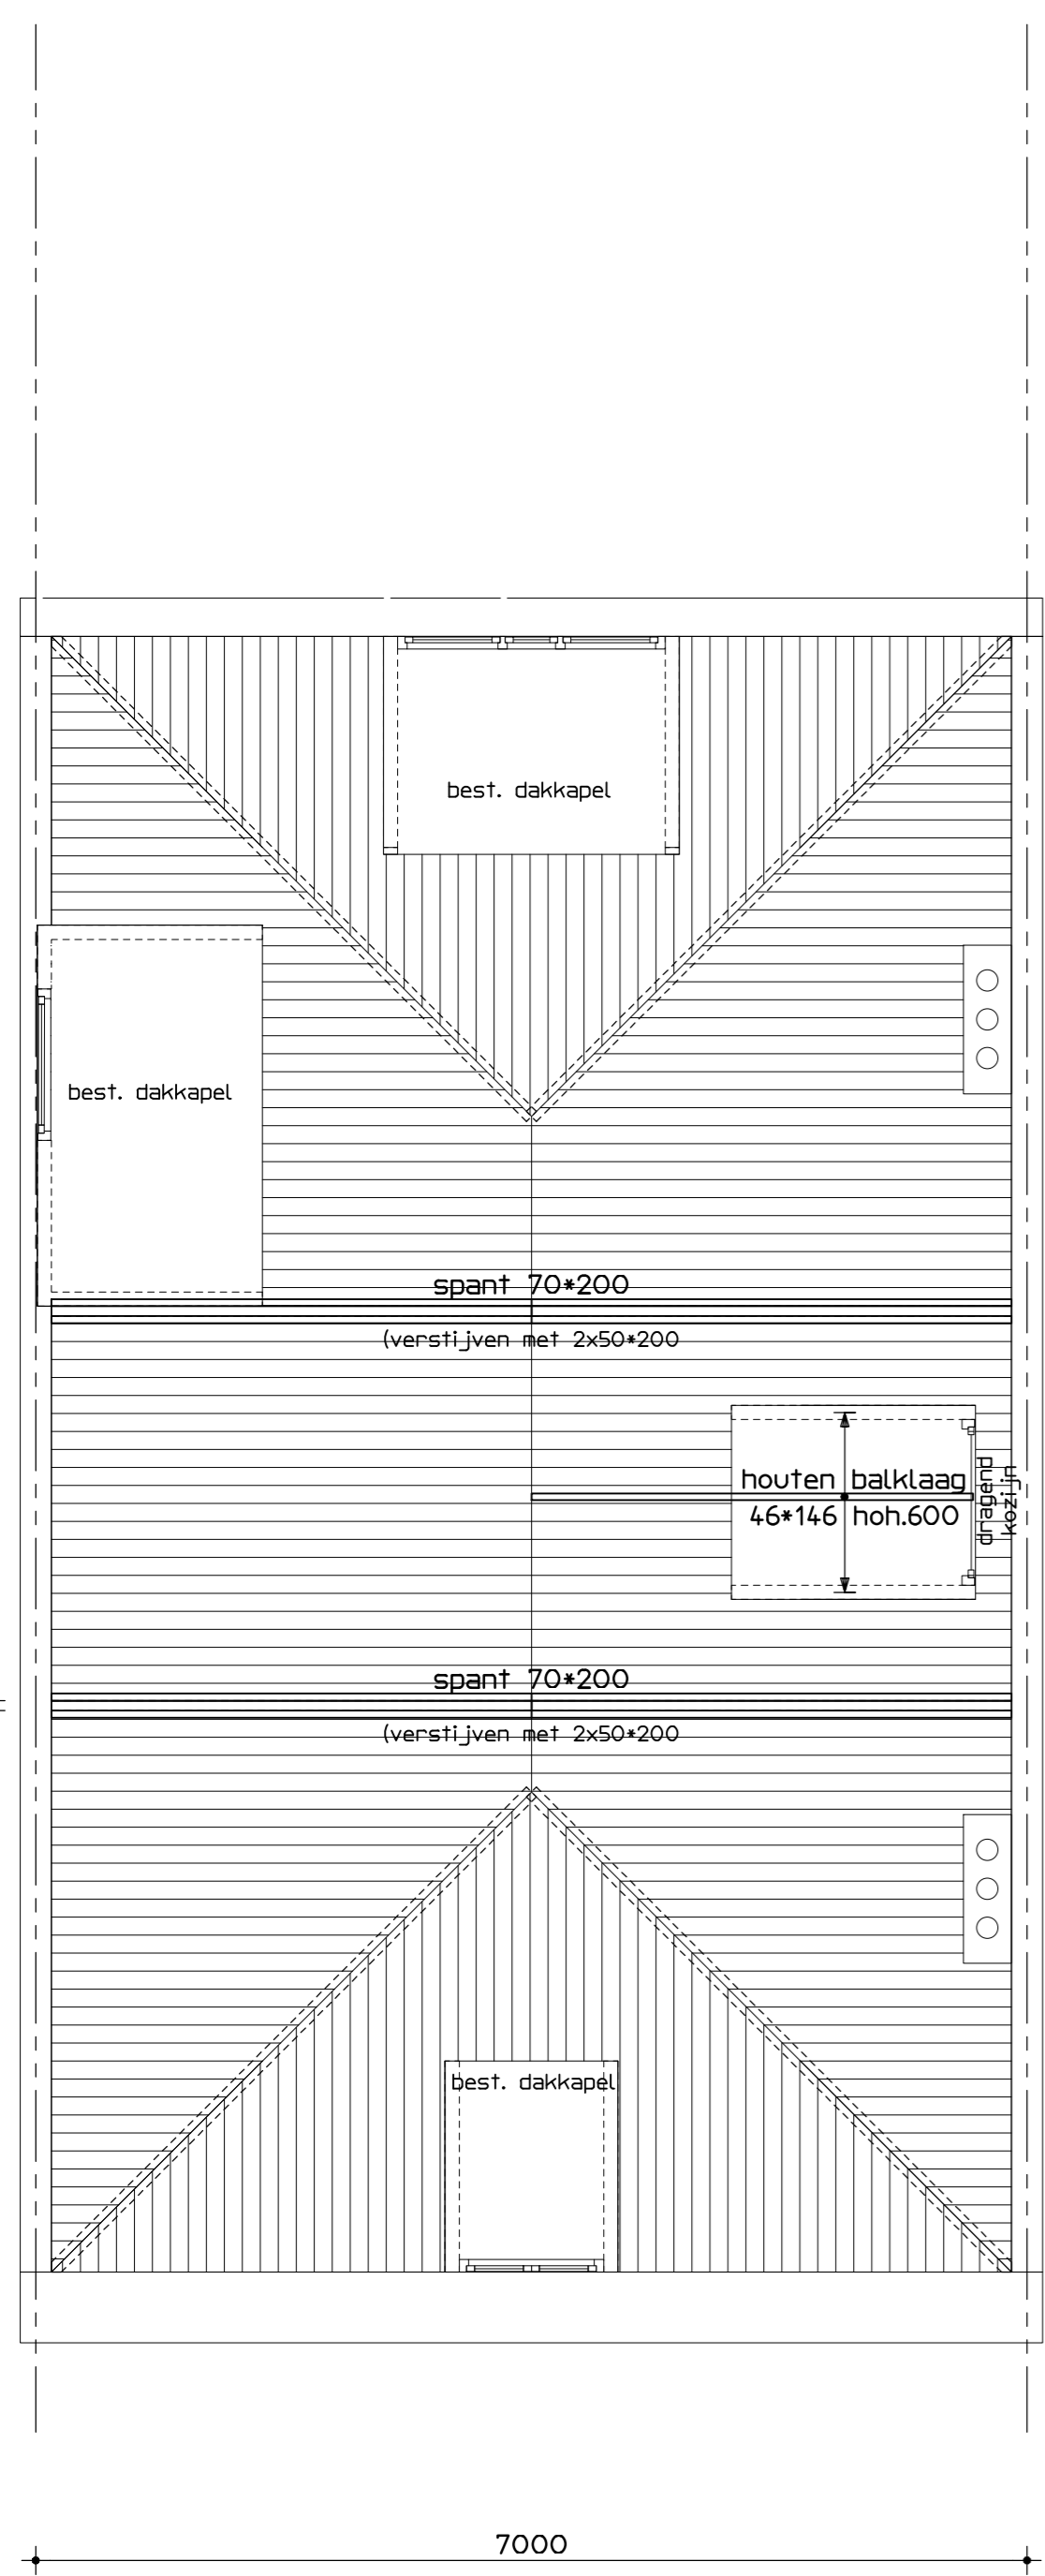 best. dakkapel
best. dakkapel
spant 70*200
(verstijven met 2x50*200
houten balklaag
46*146 hoh.600
dragend
kozijn
spant 70*200
(verstijven met 2x50*200
best. dakkapel
7000